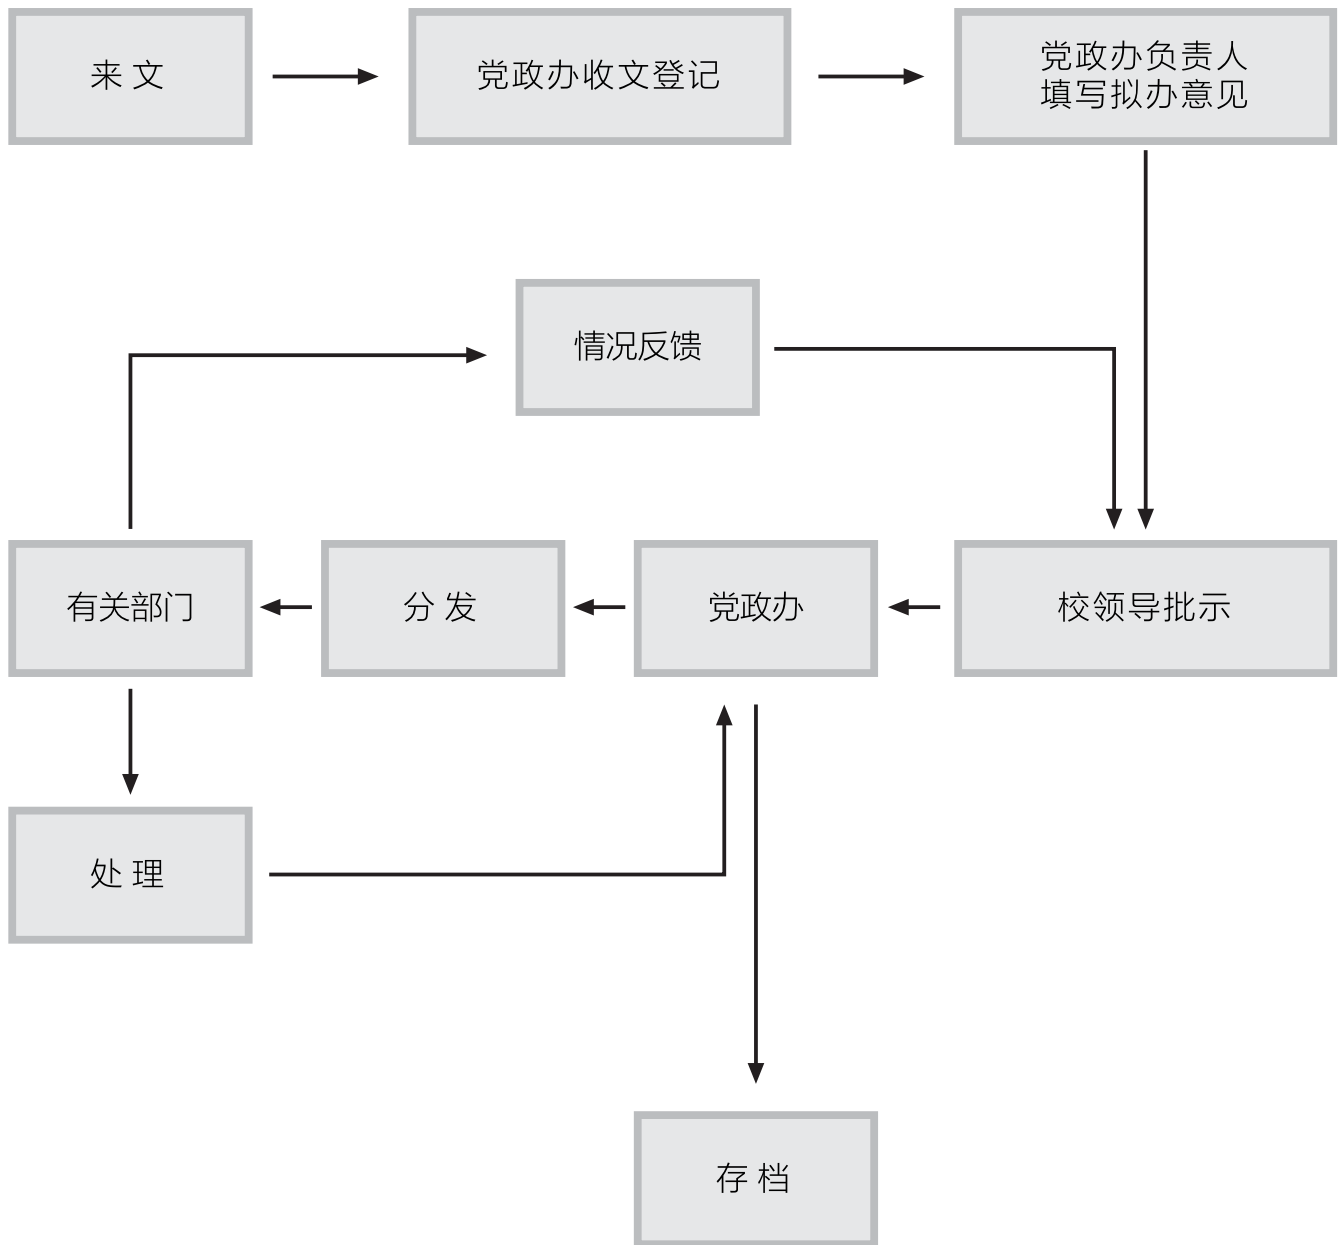 来 文
党政办收文登记
党政办负责人
填写拟办意见
情况反馈
有关部门
分 发
党政办
校领导批示
处 理
存 档